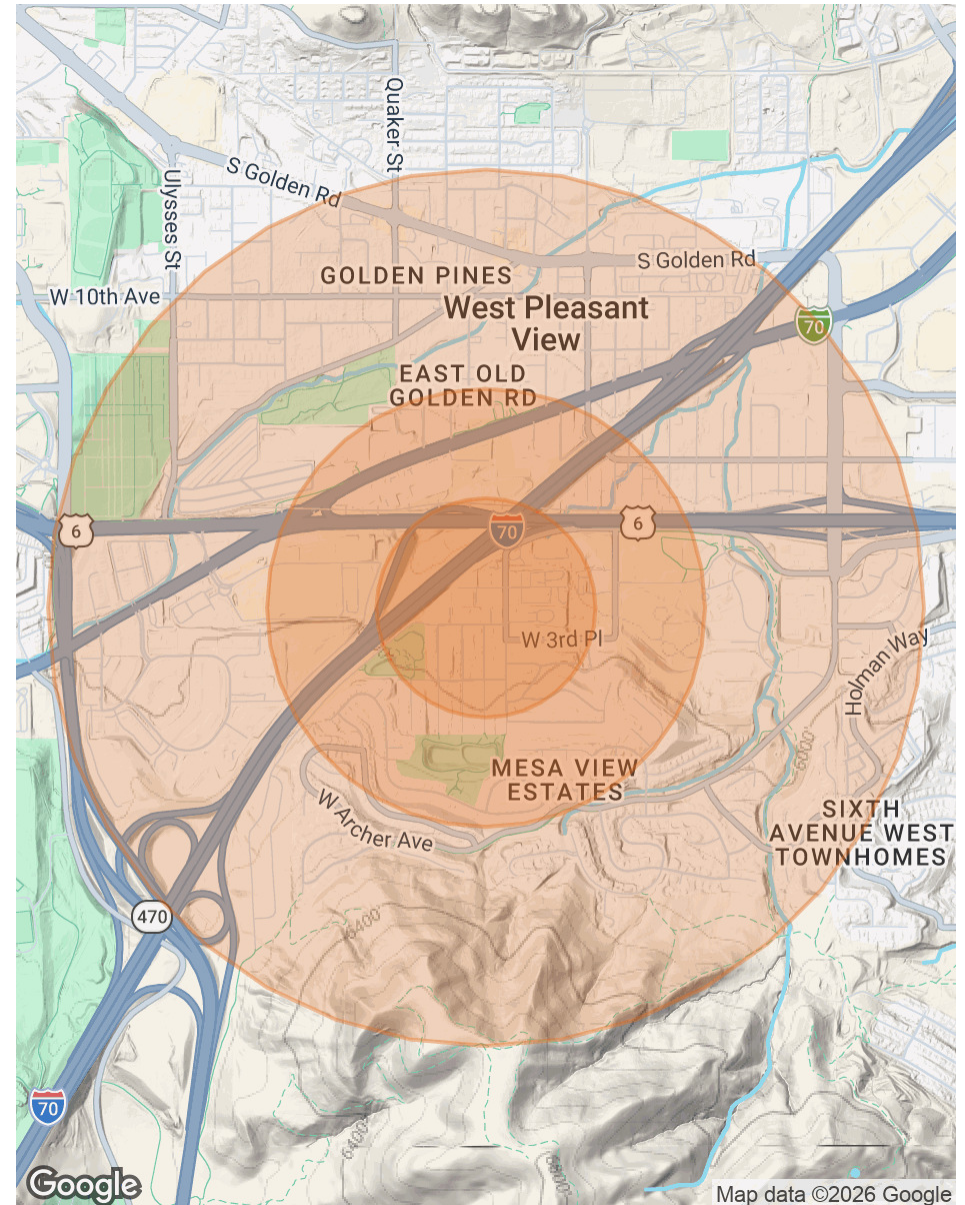 Quaker St
S Golden Rd
Ulysses St
S Golden Rd
GOLDEN PINES
W 10th Ave
West Pleasant
View
70
EAST OLD
GOLDEN RD
6
70
6
W 3rd Pl
Holman Way
6000
MESA VIEW
ESTATES
W Archer Ave
SIXTH
AVENUE WEST
TOWNHOMES
470
6400
70
6400
6800
Google
Map data ©2026 Google